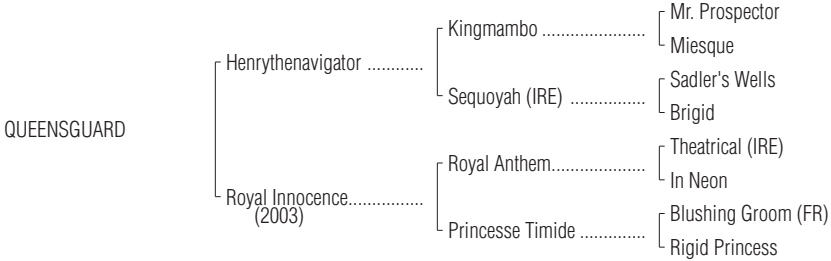 Mr. Prospector
Kingmambo ......................
Miesque
Henrythenavigator ............
Sadler's Wells
Sequoyah (IRE) ................
Brigid
QUEENSGUARD
Theatrical (IRE)
Royal Anthem....................
In Neon
Royal Innocence................
(2003)
Blushing Groom (FR)
Princesse Timide ..............
Rigid Princess